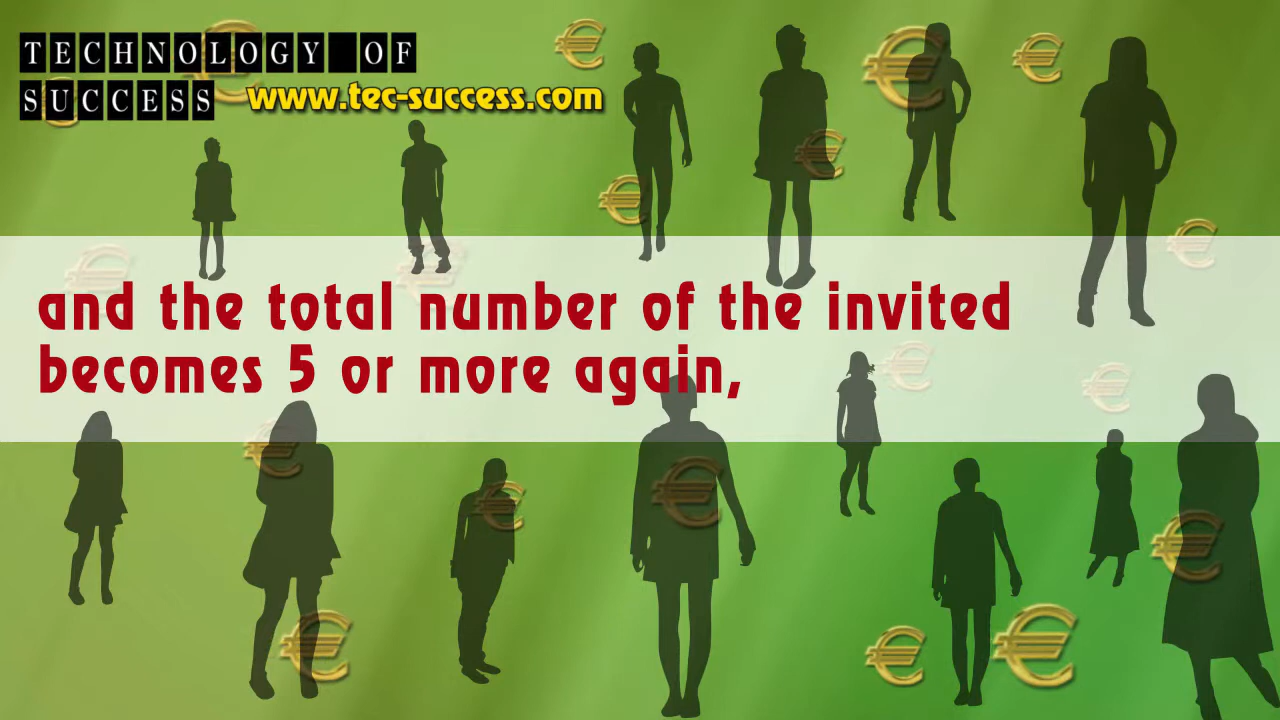 TECHNOLOGY OF
SUCCESS www.tec-success.com
and the total number of the invited
becomes 5 or more again,